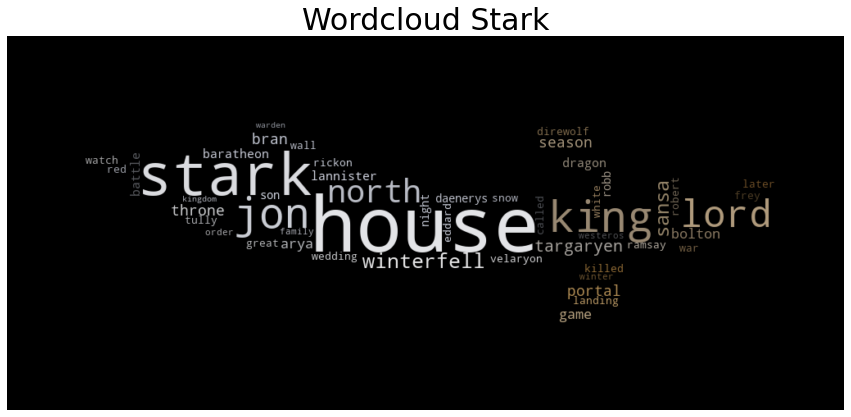 Wordcloud Stark
warden
direwolf
bran
wall
season
baratheon
watch
red
battle
stark
rickon
lannister
dragon
robb
son
north
kingdom
throne
tully
jon
house
night
eddard
daenerys
snow
called
king
white
sansa
robert
lord
later
frey
order
family
great
arya
westeros
bolton
targaryen
ramsay
war
wedding
winterfell
velaryon
killed
winter
portal
landing
game